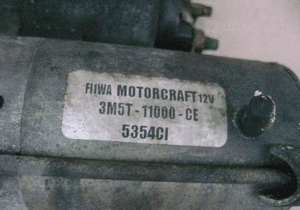 FIIWA MOTORCRAFT 12V
3M5T-11000-CE
5354CI